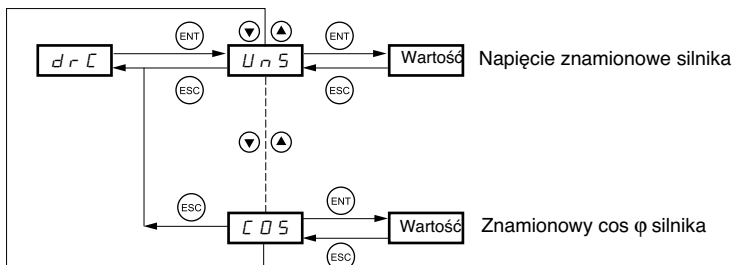 ENT
ENT
drC
UnS
Wartość
Napięcie znamionowe silnika
ESC
ESC
ENT
ESC
COS
Wartość
Znamionowy cos φ silnika
ESC